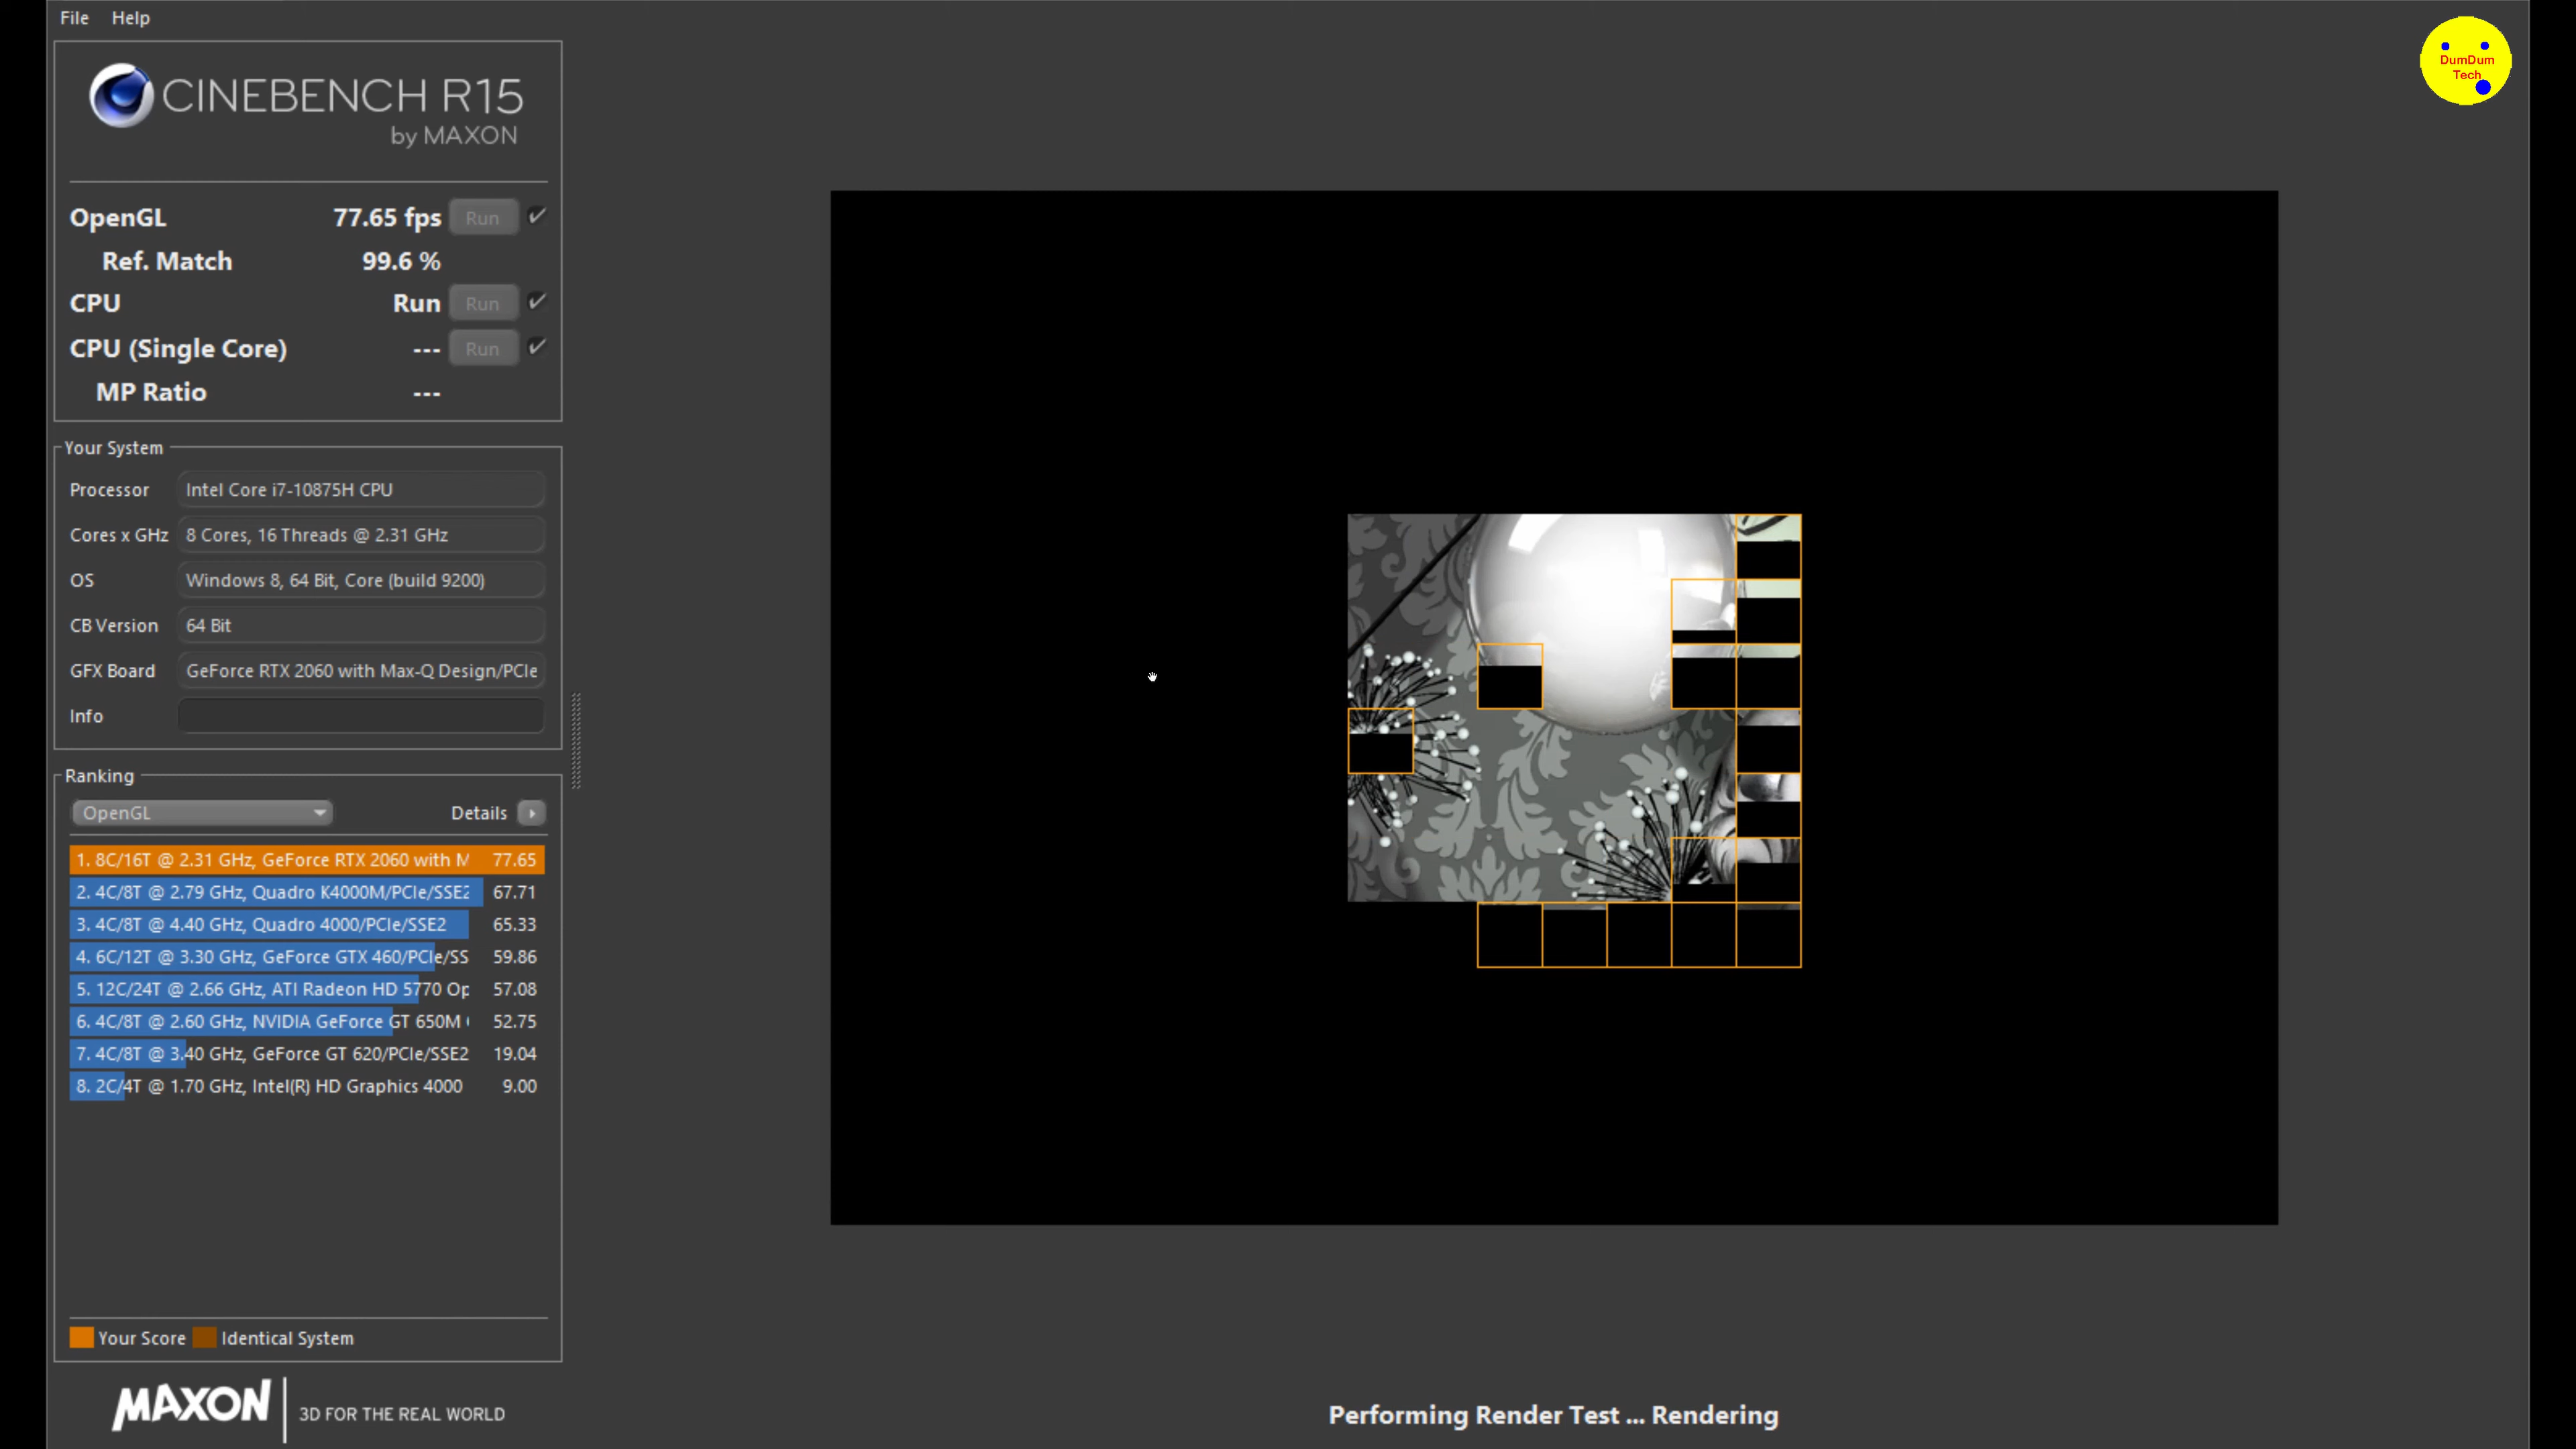 File Help
DumDum
Tech
CINEBENCH R15
by MAXON
OpenGL 77.65 fps Run
Ref. Match 99.6 %
CPU Run Run
CPU (Single Core) --- Run
MP Ratio ---
Your System
Processor Intel Core i7-10875H CPU
Cores x GHz 8 Cores, 16 Threads @ 2.31 GHz
OS Windows 8, 64 Bit, Core (build 9200)
CB Version 64 Bit
GFX Board GeForce RTX 2060 with Max-Q Design/PCIe
Info
Ranking
OpenGL Details
1. 8C/16T @ 2.31 GHz, GeForce RTX 2060 with M 77.65
2. 4C/8T @ 2.79 GHz, Quadro K4000M/PCIe/SSE2 67.71
3. 4C/8T @ 4.40 GHz, Quadro 4000/PCIe/SSE2 65.33
4. 6C/12T @ 3.30 GHz, GeForce GTX 460/PCIe/SS 59.86
5. 12C/24T @ 2.66 GHz, ATI Radeon HD 5770 Op 57.08
6. 4C/8T @ 2.60 GHz, NVIDIA GeForce GT 650M 52.75
7. 4C/8T @ 3.40 GHz, GeForce GT 620/PCIe/SSE2 19.04
8. 2C/4T @ 1.70 GHz, Intel(R) HD Graphics 4000 9.00
Your Score Identical System
MAXON 3D FOR THE REAL WORLD
Performing Render Test ... Rendering